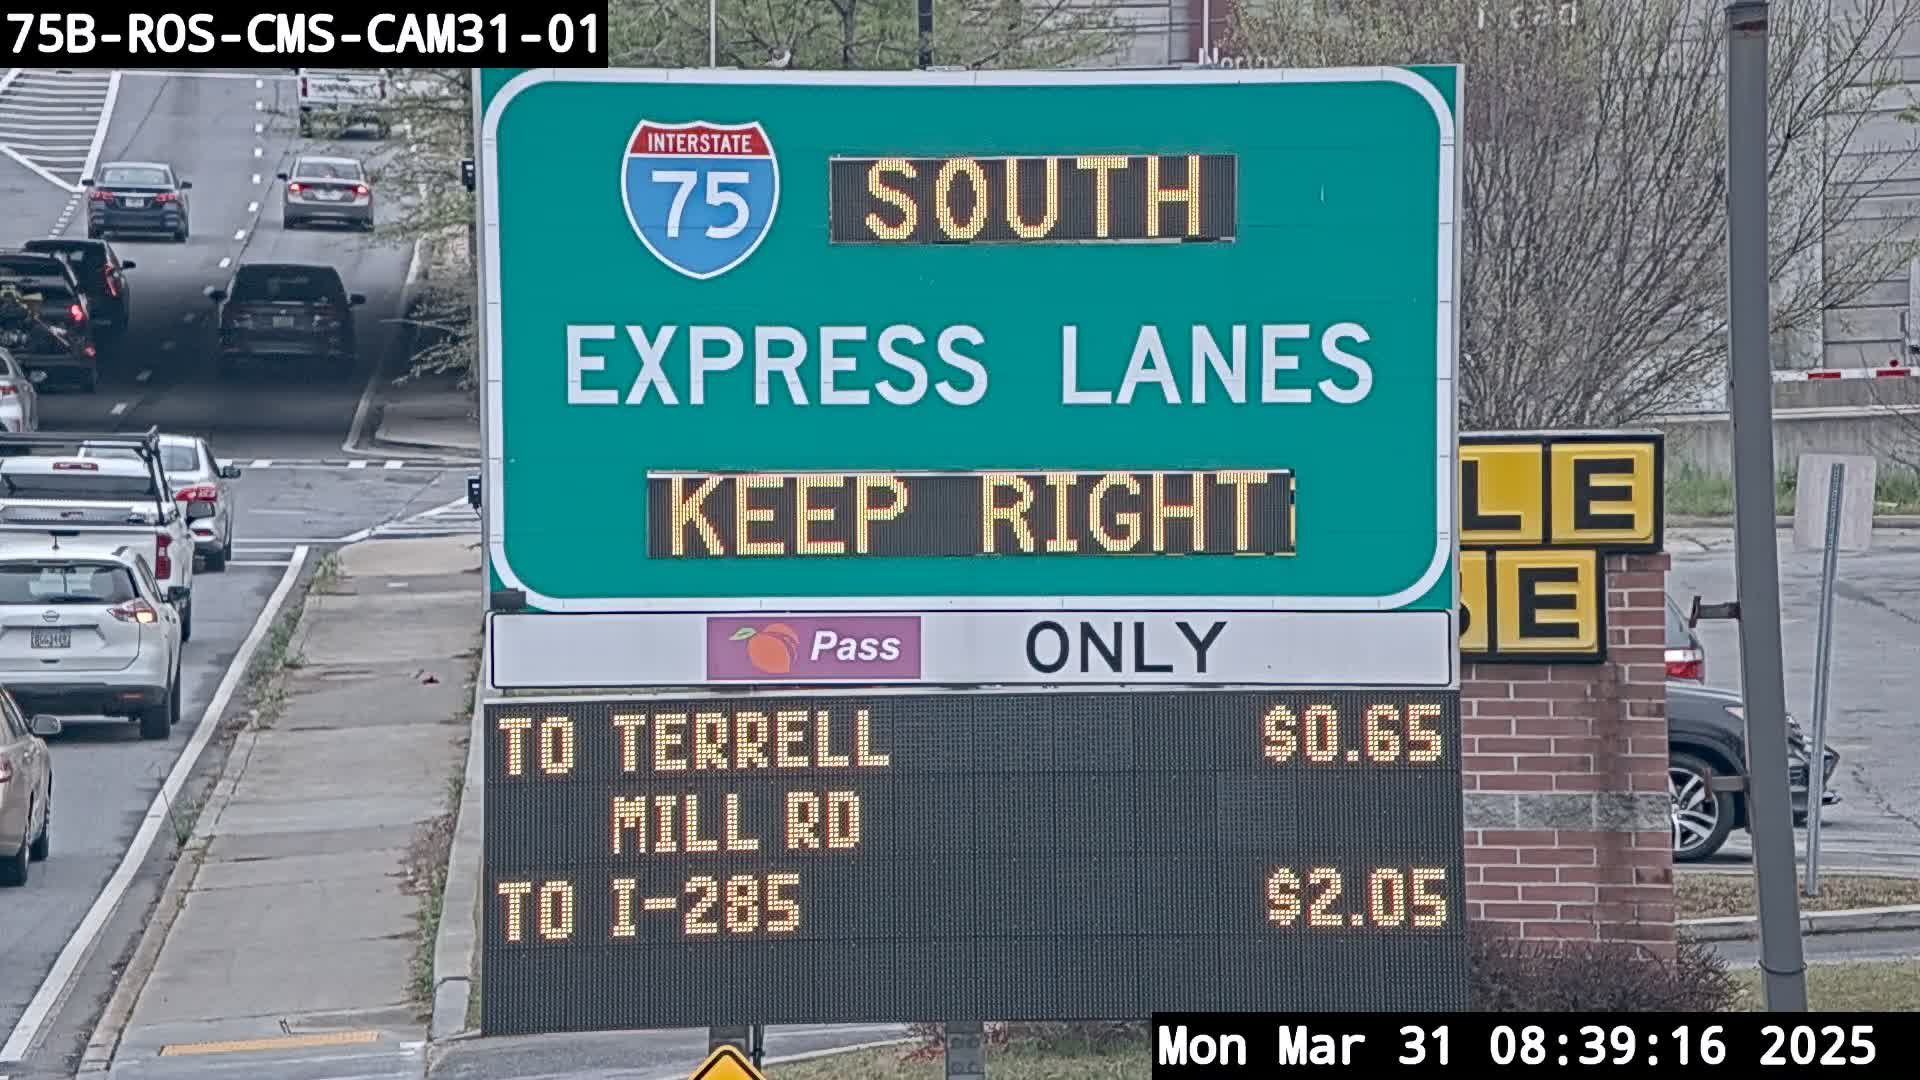 75B-ROS-CMS-CAM31-01
INTERSTATE
75
SOUTH
EXPRESS LANES
KEEP RIGHT
Pass
ONLY
LE
E
TO TERRELL $0.65
MILL RD
TO I-285 $2.05
Mon Mar 31 08:39:16 2025